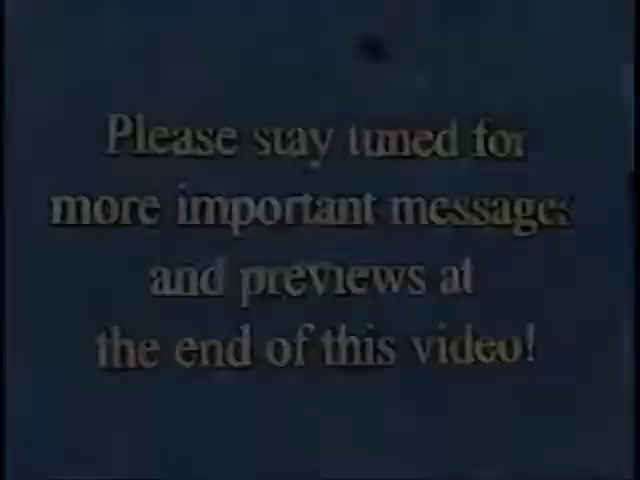 Please stay tuned for
more important messages
and previews at
the end of this video!